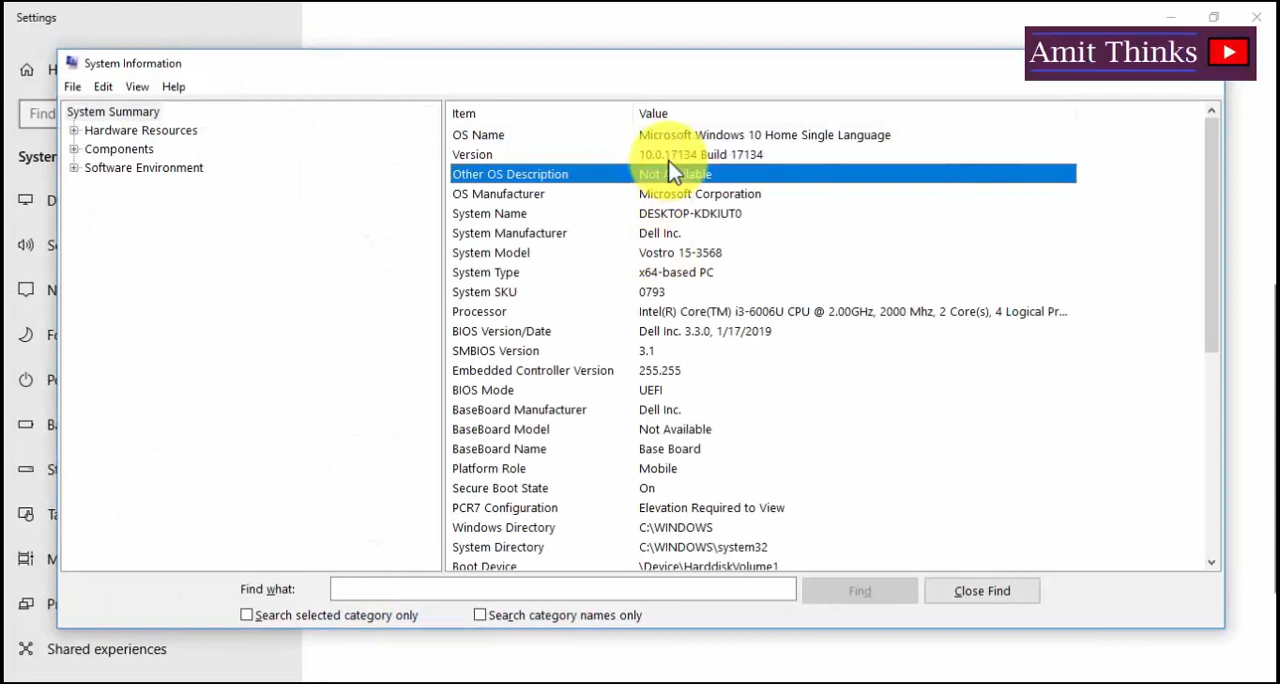 Settings
Amit Thinks
System Information
File Edit View Help
Find
System Summary
Hardware Resources
Components
Software Environment
Item Value
OS Name Microsoft Windows 10 Home Single Language
Version 10.0.17134 Build 17134
Other OS Description Not Available
OS Manufacturer Microsoft Corporation
System Name DESKTOP-KDKIUT0
System Manufacturer Dell Inc.
System Model Vostro 15-3568
System Type x64-based PC
System SKU 0793
Processor Intel(R) Core(TM) i3-6006U CPU @ 2.00GHz, 2000 Mhz, 2 Core(s), 4 Logical Pr...
BIOS Version/Date Dell Inc. 3.3.0, 1/17/2019
SMBIOS Version 3.1
Embedded Controller Version 255.255
BIOS Mode UEFI
BaseBoard Manufacturer Dell Inc.
BaseBoard Model Not Available
BaseBoard Name Base Board
Platform Role Mobile
Secure Boot State On
PCR7 Configuration Elevation Required to View
Windows Directory C:\WINDOWS
System Directory C:\WINDOWS\system32
Boot Device \Device\HarddiskVolume1
Find what: Find Close Find
Search selected category only Search category names only
Shared experiences